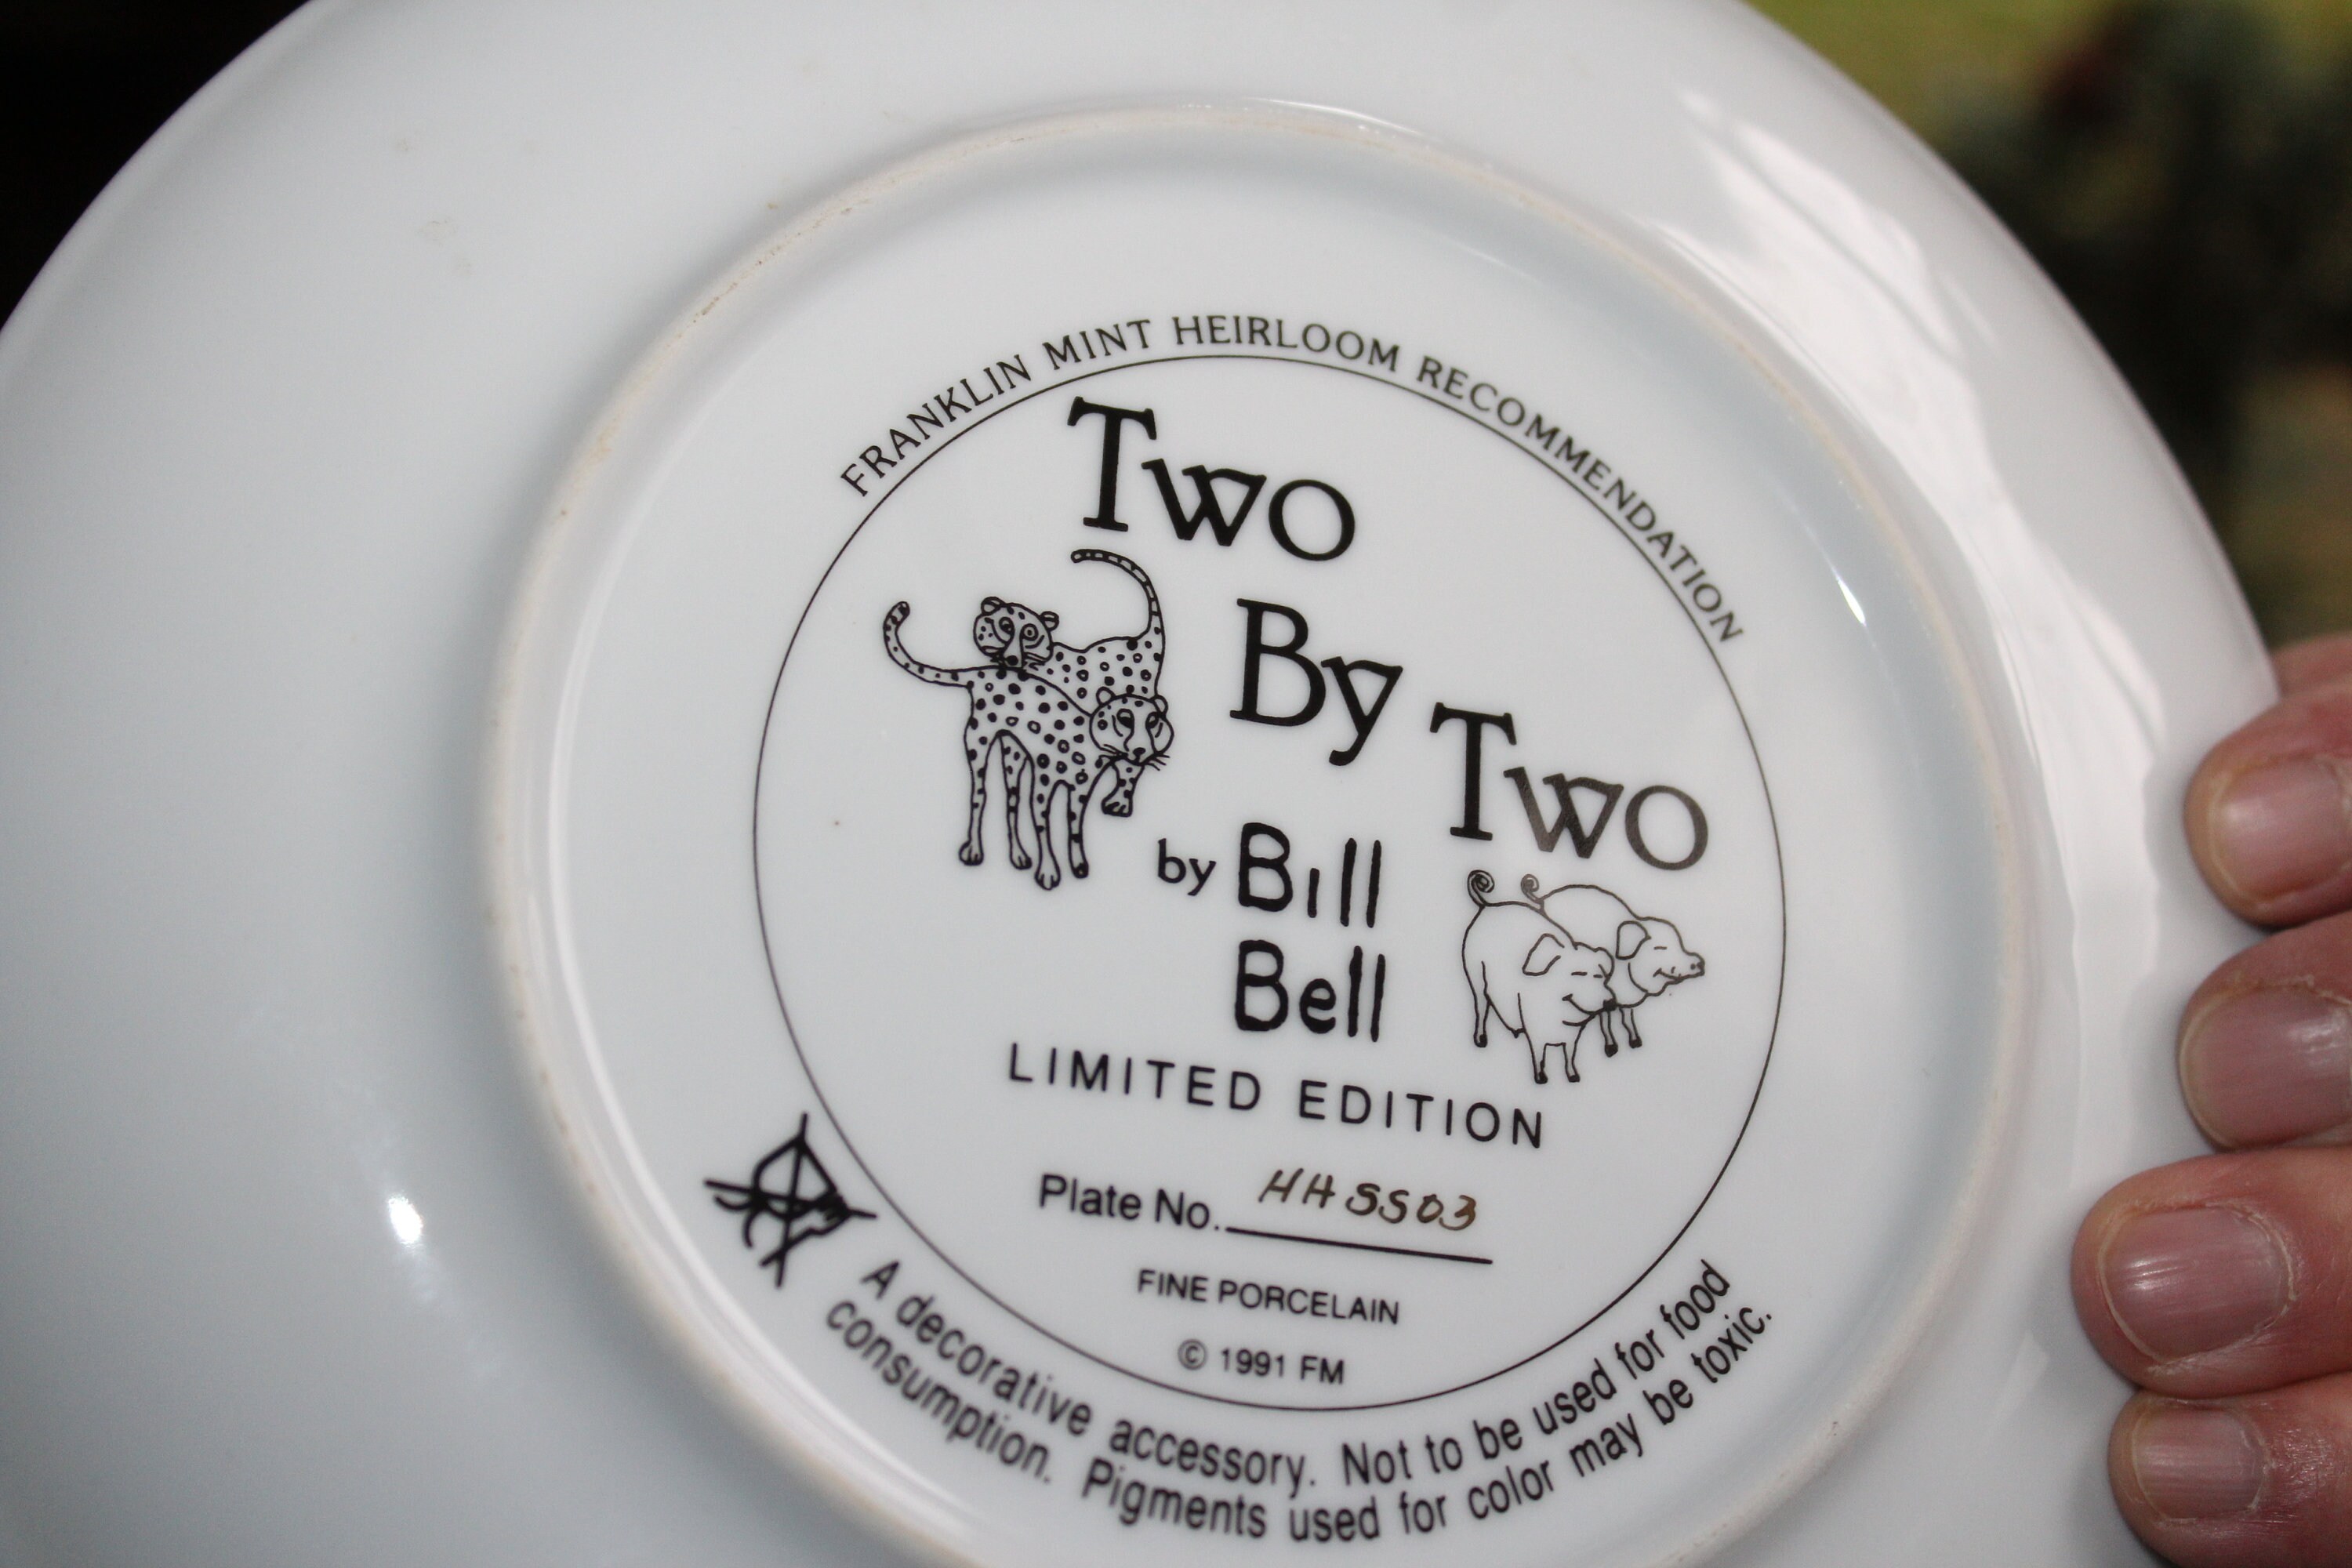 FRANKLIN MINT HEIRLOOM RECOMMENDATION
Two
By
Two
by Bill
Bell
LIMITED EDITION
Plate No. HH5503
FINE PORCELAIN
© 1991 FM
A decorative accessory. Not to be used for food
consumption. Pigments used for color may be toxic.